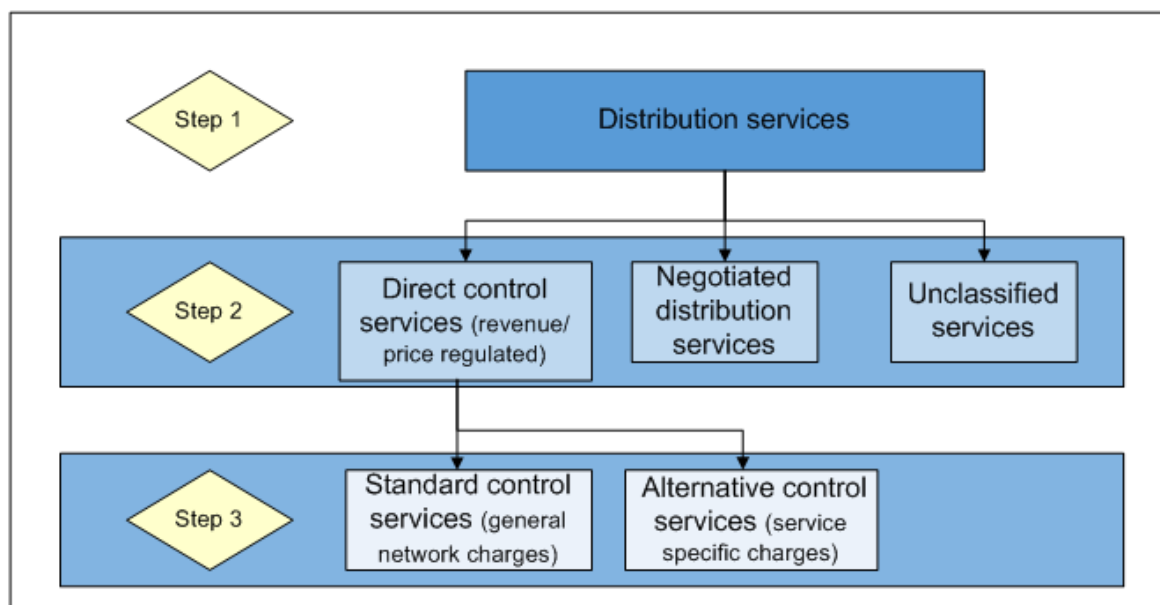 Step 1
Distribution services
Step 2
Direct control
services (revenue/
price regulated)
Negotiated
distribution
services
Unclassified
services
Step 3
Standard control
services (general
network charges)
Alternative control
services (service
specific charges)